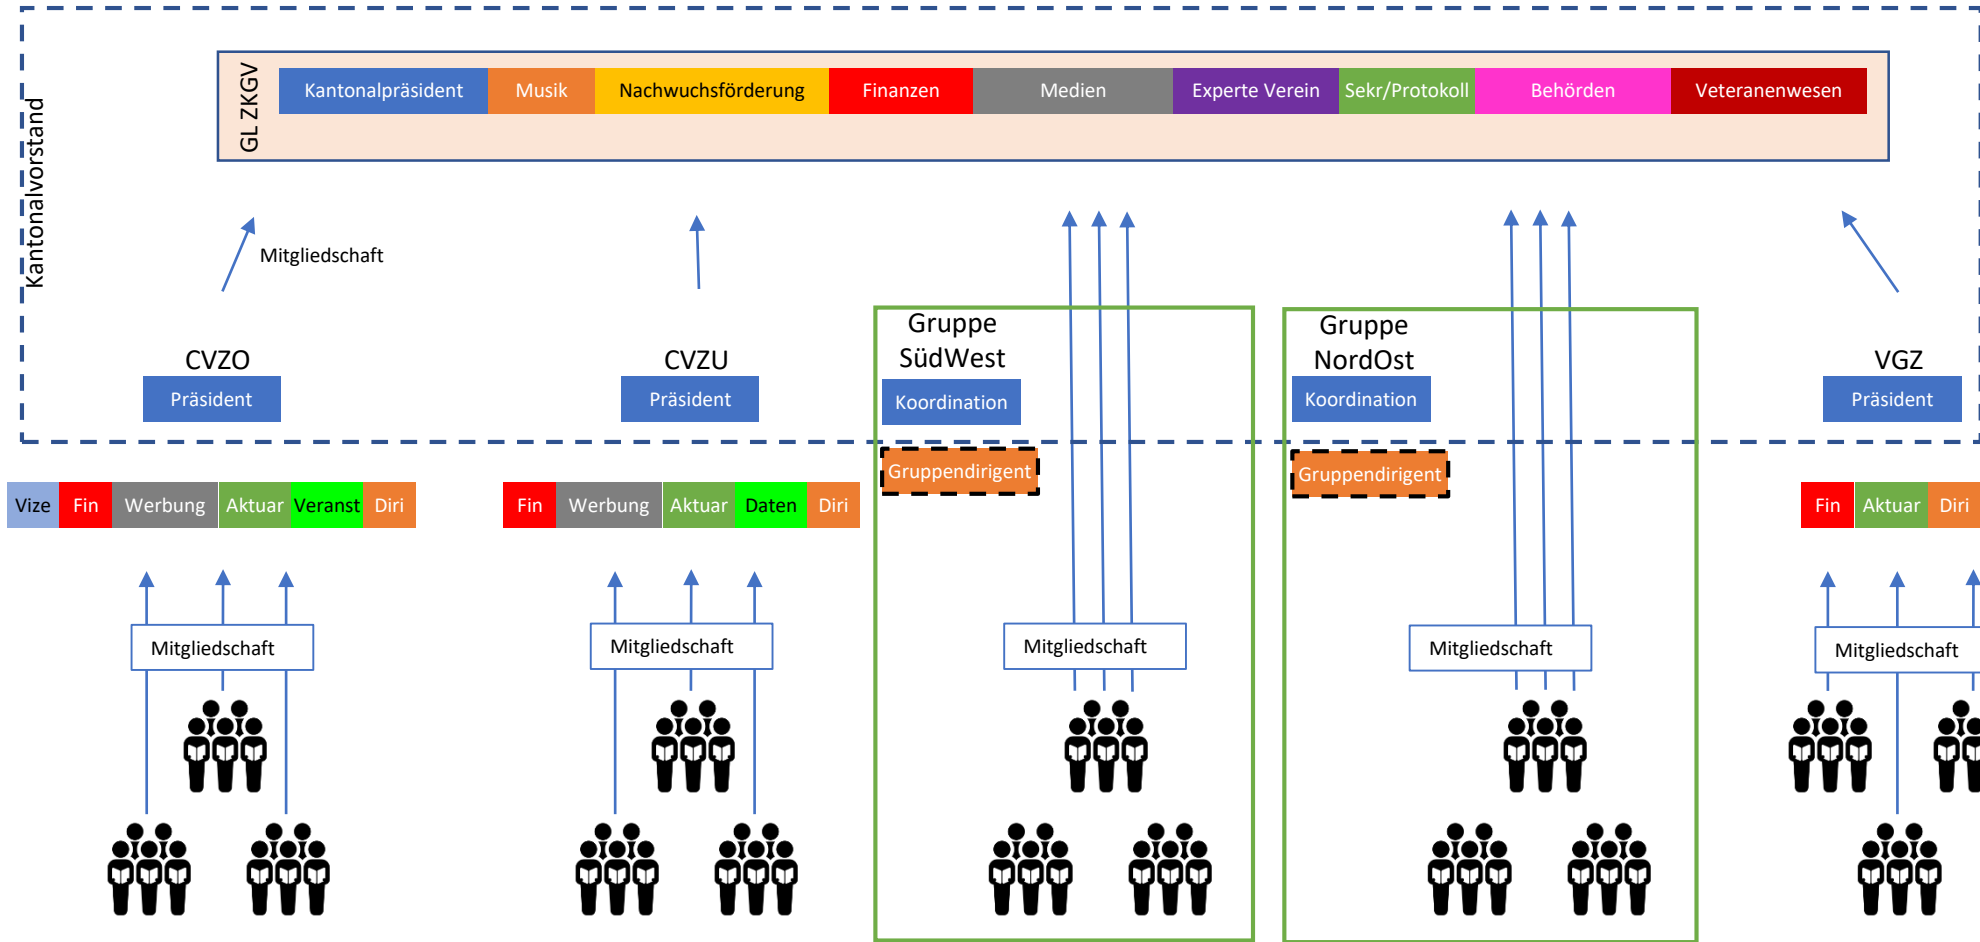 Kantonalvorstand
GL ZKGV
Kantonalpräsident Musik Nachwuchsförderung Finanzen Medien Experte Verein Sekr/Protokoll Behörden Veteranenwesen
Mitgliedschaft
CVZO
Präsident
CVZU
Präsident
Gruppe
SüdWest
Koordination
Gruppendirigent
Gruppe
NordOst
Koordination
Gruppendirigent
VGZ
Präsident
Vize Fin Werbung Aktuar Veranst Diri
Fin Werbung Aktuar Daten Diri
Fin Aktuar Diri
Mitgliedschaft
Mitgliedschaft
Mitgliedschaft
Mitgliedschaft
Mitgliedschaft